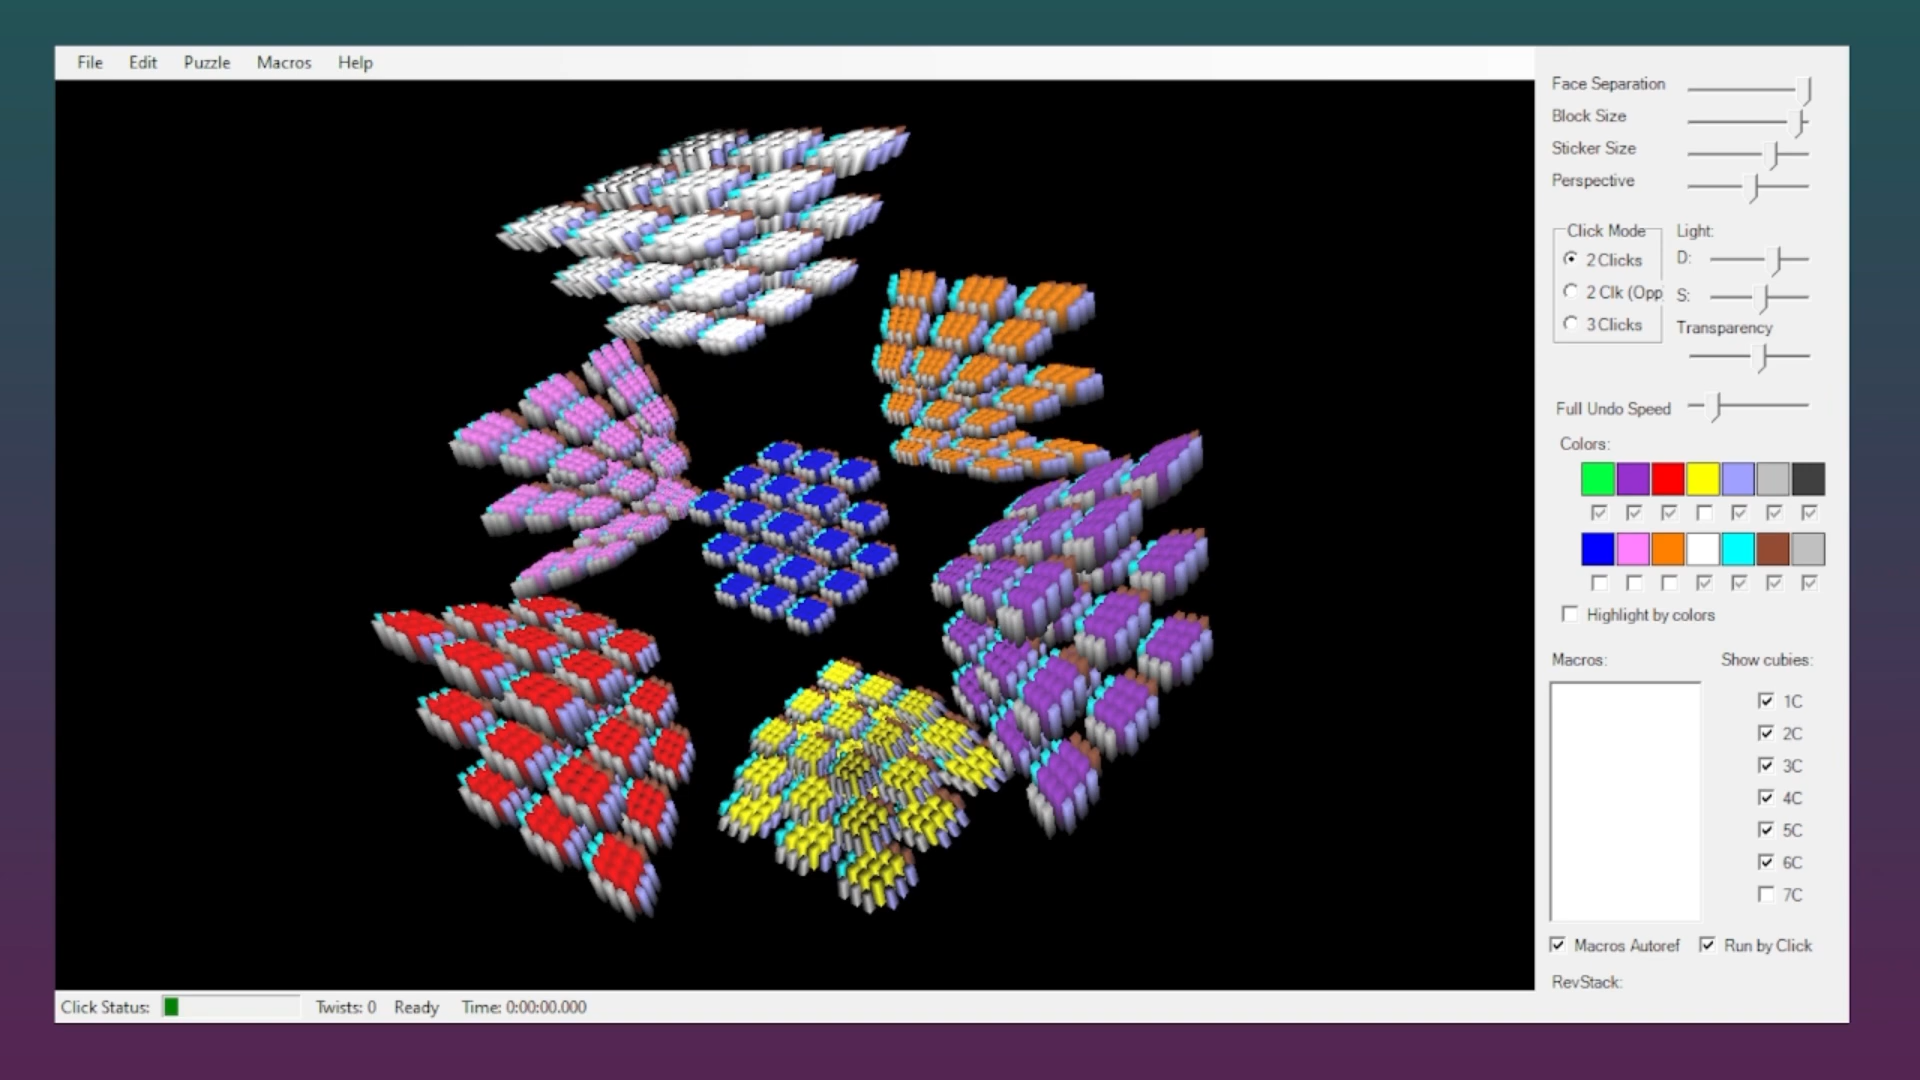 File Edit Puzzle Macros Help
Face Separation
Block Size
Sticker Size
Perspective
Click Mode
2 Clicks
2 Clk (Opp
3 Clicks
Light:
D:
S:
Transparency
Full Undo Speed
Colors:
Highlight by colors
Macros:
Show cubies:
1C
2C
3C
4C
5C
6C
7C
Macros Autoref
Run by Click
RevStack:
Click Status: Twists: 0 Ready Time: 0:00:00.000